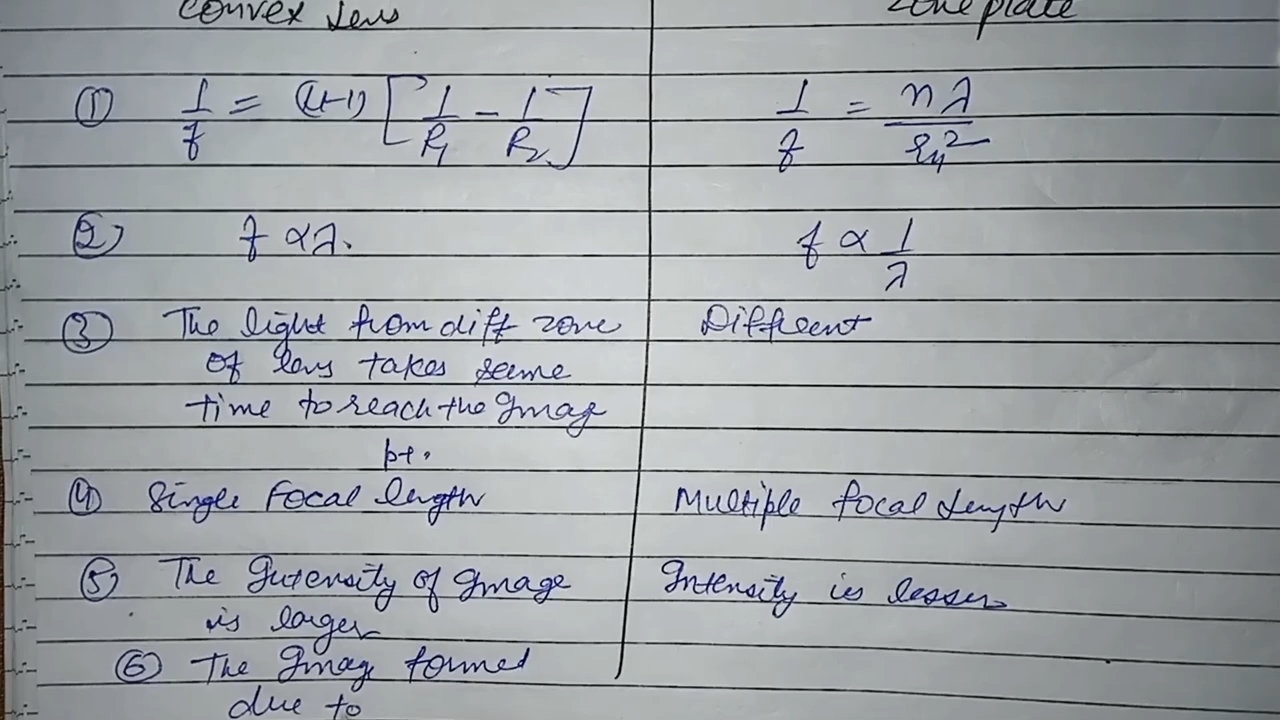 Convex Lens
Zone plate
① 1/f = (μ-1) [1/R₁ - 1/R₂]
1/f = nλ/rₙ²
② f ∝ λ.
f ∝ 1/λ
③ The light from diff zone
of lens takes same
time to reach the Image
pt.
Different
④ Single Focal length
Multiple focal Length
⑤ The Intensity of Image
is larger
Intensity is lesser
⑥ The Image formed
due to